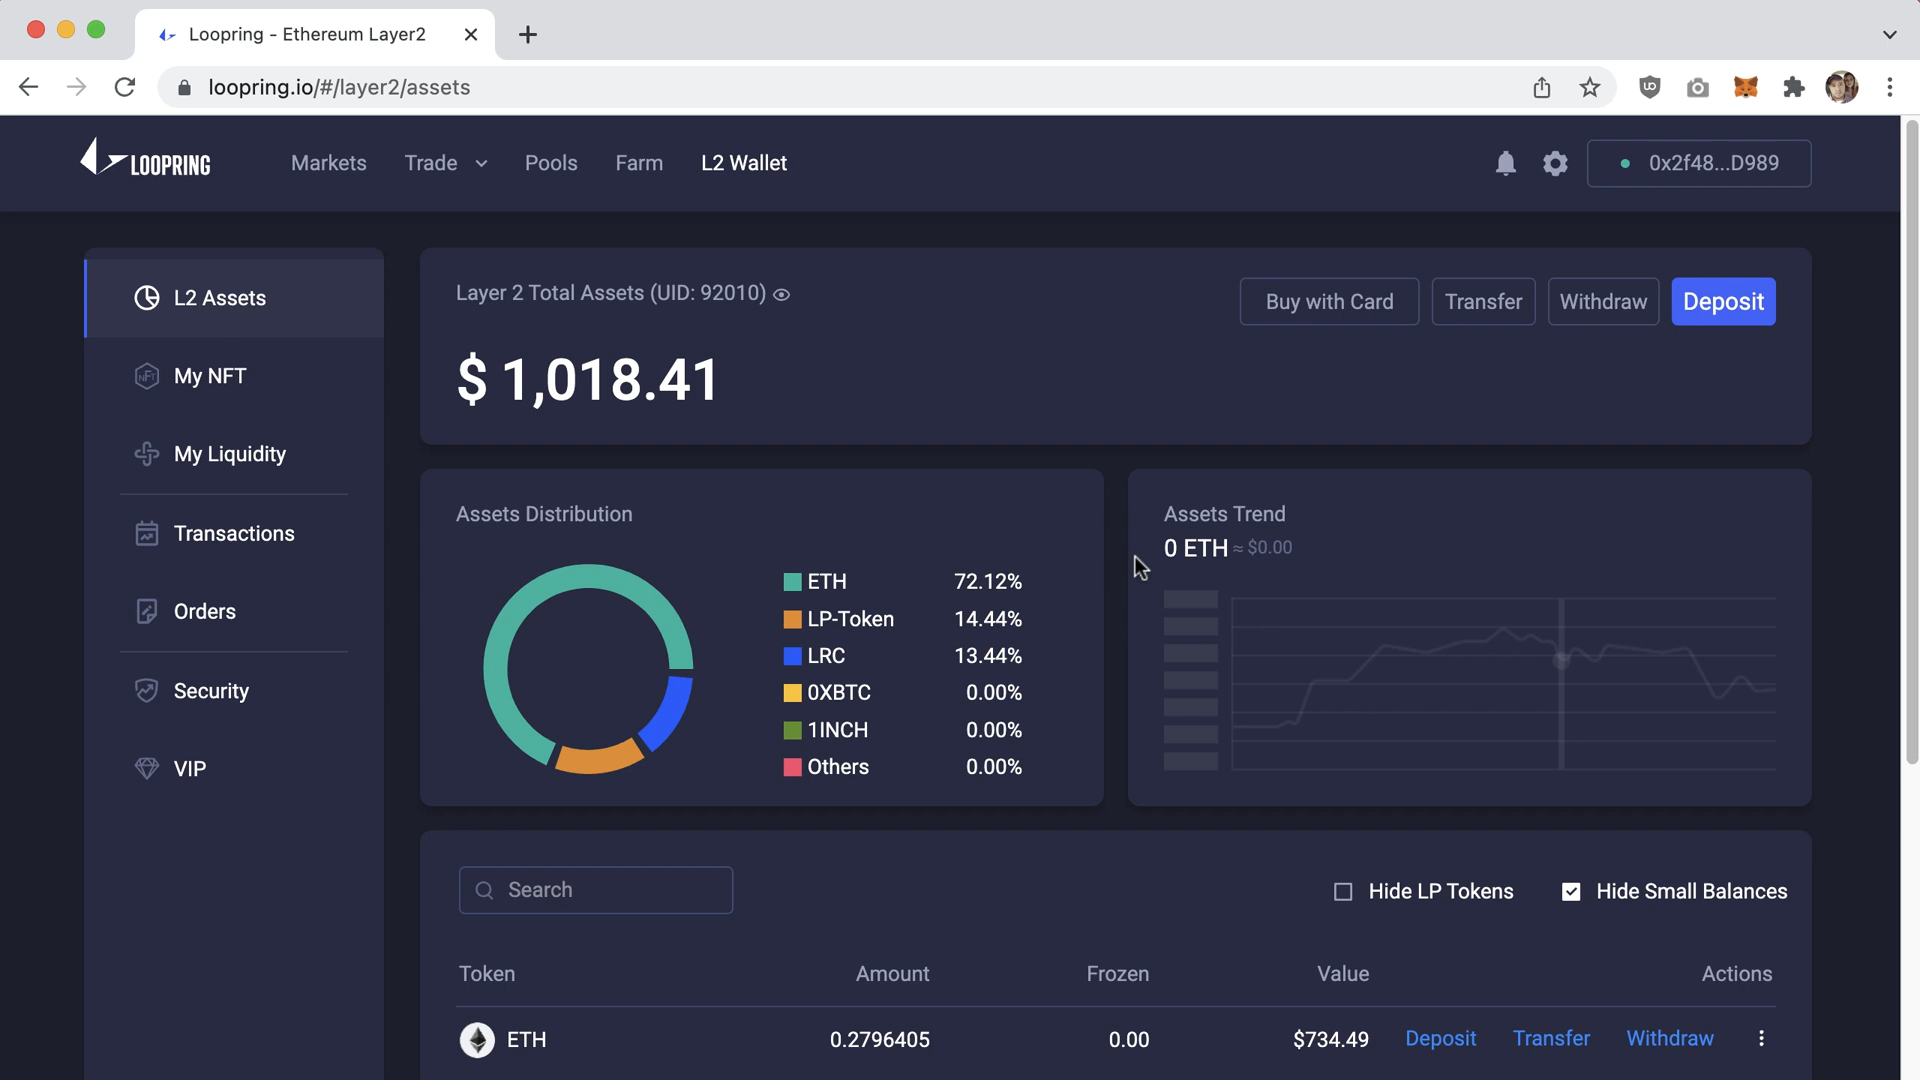 Loopring - Ethereum Layer2
loopring.io/#/layer2/assets
LOOPRING
Markets Trade Pools Farm L2 Wallet
0x2f48...D989
L2 Assets
My NFT
My Liquidity
Transactions
Orders
Security
VIP
Layer 2 Total Assets (UID: 92010)
Buy with Card Transfer Withdraw Deposit
$ 1,018.41
Assets Distribution
ETH 72.12%
LP-Token 14.44%
LRC 13.44%
0XBTC 0.00%
1INCH 0.00%
Others 0.00%
Assets Trend
0 ETH ≈ $0.00
Search
Hide LP Tokens Hide Small Balances
Token Amount Frozen Value Actions
ETH 0.2796405 0.00 $734.49 Deposit Transfer Withdraw